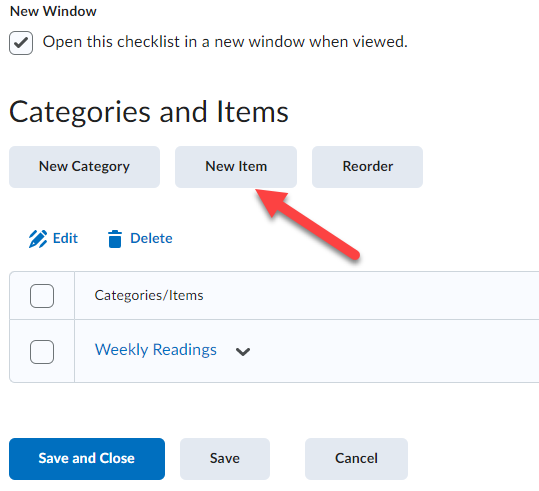 New Window
Open this checklist in a new window when viewed.
Categories and Items
New Category New Item Reorder
Edit Delete
Categories/Items
Weekly Readings
Save and Close Save Cancel